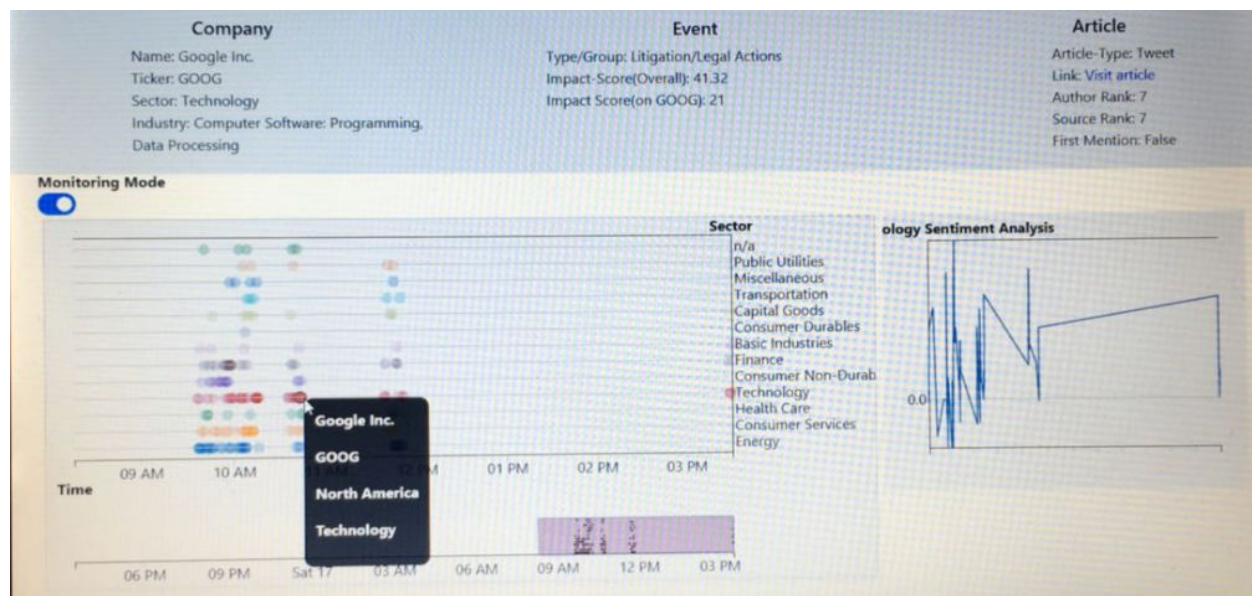 Company
Name: Google Inc.
Ticker: GOOG
Sector: Technology
Industry: Computer Software: Programming,
Data Processing
Event
Type/Group: Litigation/Legal Actions
Impact-Score(Overall): 41.32
Impact Score(on GOOG): 21
Article
Article-Type: Tweet
Link: Visit article
Author Rank: 7
Source Rank: 7
First Mention: False
Monitoring Mode
Sector
n/a
Public Utilities
Miscellaneous
Transportation
Capital Goods
Consumer Durables
Basic Industries
Finance
Consumer Non-Durab
Technology
Health Care
Consumer Services
Energy
Google Inc.
GOOG
North America
Technology
09 AM 10 AM 11 AM 12 PM 01 PM 02 PM 03 PM
Time
06 PM 09 PM Sat 17 03 AM 06 AM 09 AM 12 PM 03 PM
ology Sentiment Analysis
0.0